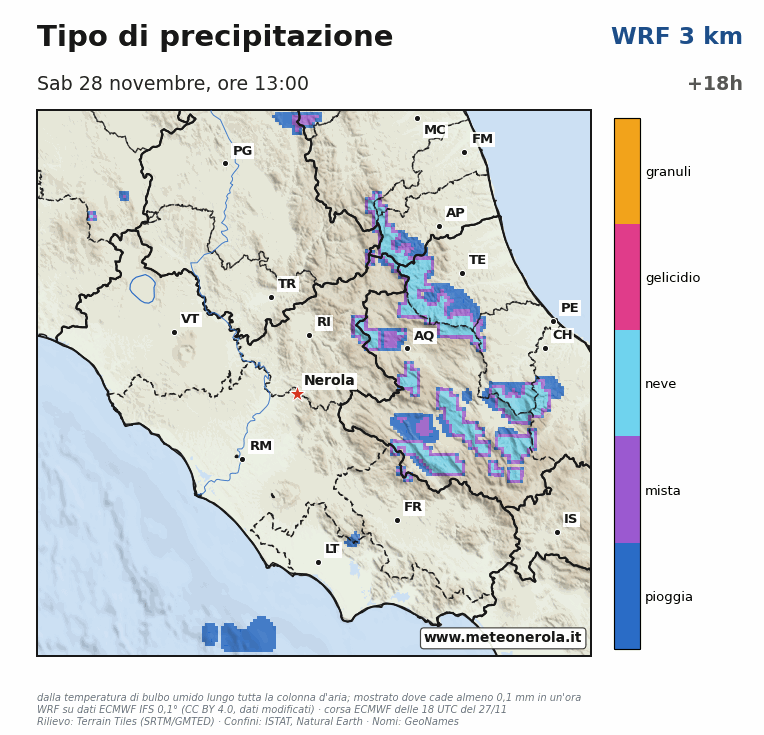 Tipo di precipitazione
WRF 3 km
Sab 28 novembre, ore 13:00
+18h
MC
FM
PG
AP
TE
TR
PE
VT
RI
AQ
CH
Nerola
RM
FR
IS
LT
www.meteonerola.it
granuli
gelicidio
neve
mista
pioggia
dalla temperatura di bulbo umido lungo tutta la colonna d'aria; mostrato dove cade almeno 0,1 mm in un'ora
WRF su dati ECMWF IFS 0,1° (CC BY 4.0, dati modificati) · corsa ECMWF delle 18 UTC del 27/11
Rilievo: Terrain Tiles (SRTM/GMTED) · Confini: ISTAT, Natural Earth · Nomi: GeoNames